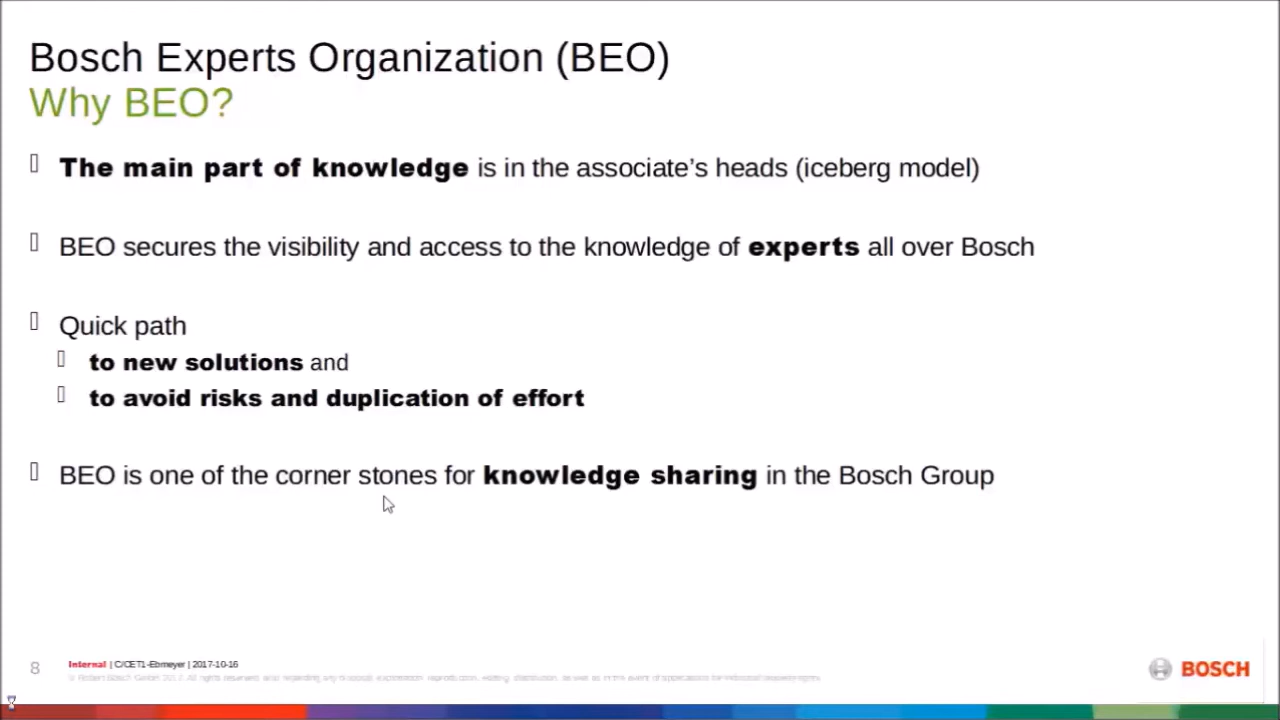 Bosch Experts Organization (BEO)
Why BEO?
The main part of knowledge is in the associate’s heads (iceberg model)
BEO secures the visibility and access to the knowledge of experts all over Bosch
Quick path
to new solutions and
to avoid risks and duplication of effort
BEO is one of the corner stones for knowledge sharing in the Bosch Group
8
Internal | C/CET1-Ebmeyer | 2017-10-16
BOSCH